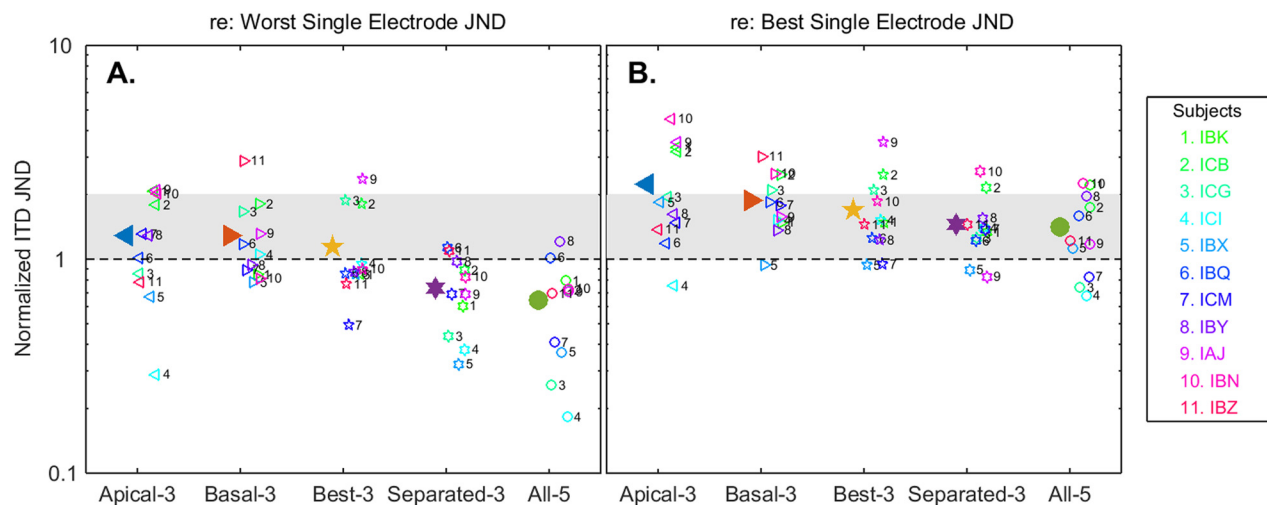 re: Worst Single Electrode JND
re: Best Single Electrode JND
Normalized ITD JND
10
1
0.1
A.
B.
Apical-3 Basal-3 Best-3 Separated-3 All-5
Apical-3 Basal-3 Best-3 Separated-3 All-5
Subjects
1. IBK
2. ICB
3. ICG
4. ICI
5. IBX
6. IBQ
7. ICM
8. IBY
9. IAJ
10. IBN
11. IBZ